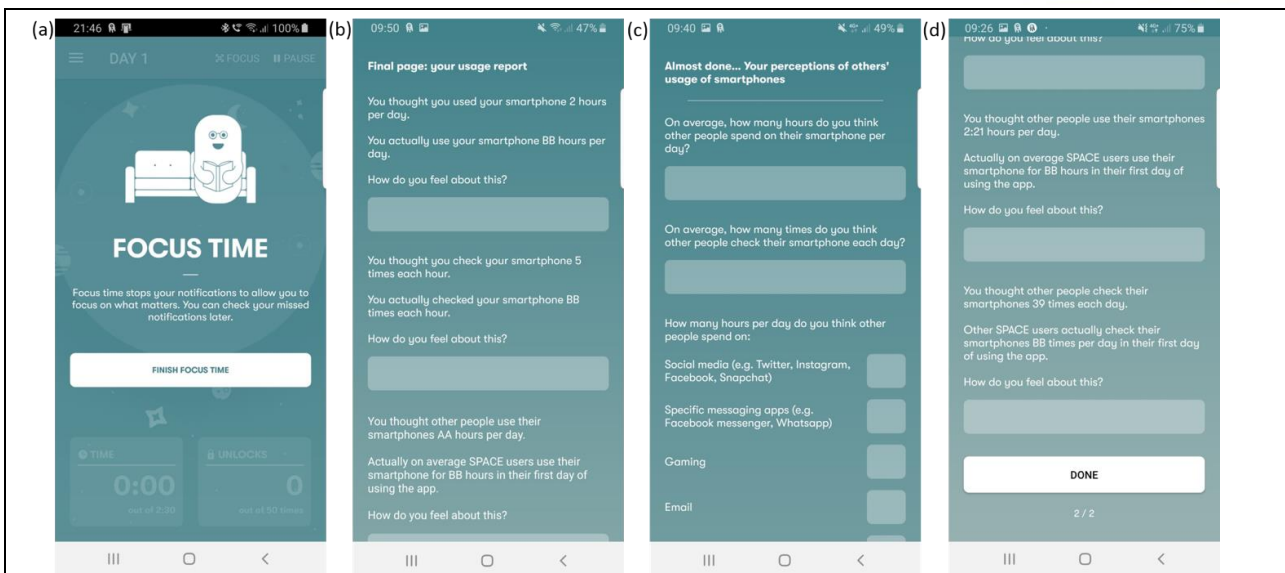 (a)
21:46
100%
DAY 1
FOCUS
PAUSE
FOCUS TIME
Focus time stops your notifications to allow you to
focus on what matters. You can check your missed
notifications later.
FINISH FOCUS TIME
TIME
UNLOCKS
0:00
0
out of 2:30
out of 50 times
(b)
09:50
47%
Final page: your usage report
You thought you used your smartphone 2 hours
per day.
You actually use your smartphone BB hours per
day.
How do you feel about this?
You thought you check your smartphone 5
times each hour.
You actually checked your smartphone BB
times each hour.
How do you feel about this?
You thought other people use their
smartphones AA hours per day.
Actually on average SPACE users use their
smartphone for BB hours in their first day of
using the app.
How do you feel about this?
(c)
09:40
49%
Almost done... Your perceptions of others'
usage of smartphones
On average, how many hours do you think
other people spend on their smartphone per
day?
On average, how many times do you think
other people check their smartphone each day?
How many hours per day do you think other
people spend on:
Social media (e.g. Twitter, Instagram,
Facebook, Snapchat)
Specific messaging apps (e.g.
Facebook messenger, Whatsapp)
Gaming
Email
(d)
09:26
75%
How do you feel about this?
You thought other people use their smartphones
2:21 hours per day.
Actually on average SPACE users use their
smartphone for BB hours in their first day of
using the app.
How do you feel about this?
You thought other people check their
smartphones 39 times each day.
Other SPACE users actually check their
smartphones BB times per day in their first day
of using the app.
How do you feel about this?
DONE
2 / 2